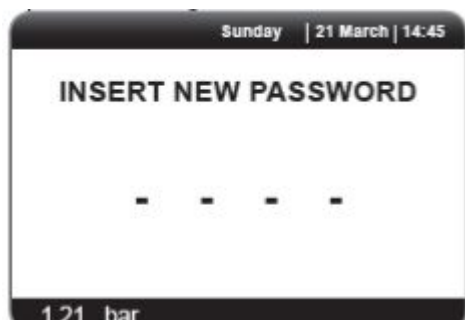 Sunday | 21 March | 14:45
INSERT NEW PASSWORD
- - - -
1.21 bar